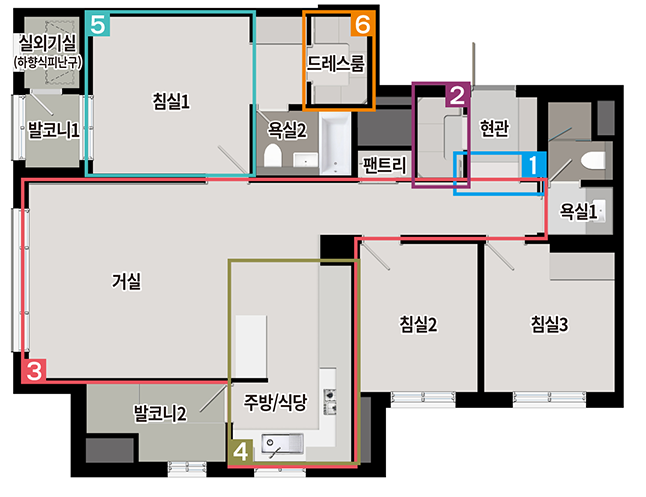 5
6
실외기실
(하향식피난구)
드레스룸
침실1
2
발코니1
욕실2
현관
팬트리
1
욕실1
거실
침실2
침실3
3
주방/식당
발코니2
4